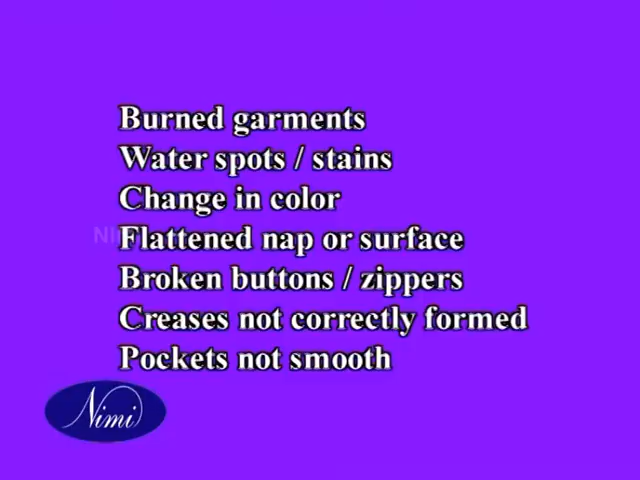 Burned garments
Water spots / stains
Change in color
Flattened nap or surface
Broken buttons / zippers
Creases not correctly formed
Pockets not smooth
Nimi